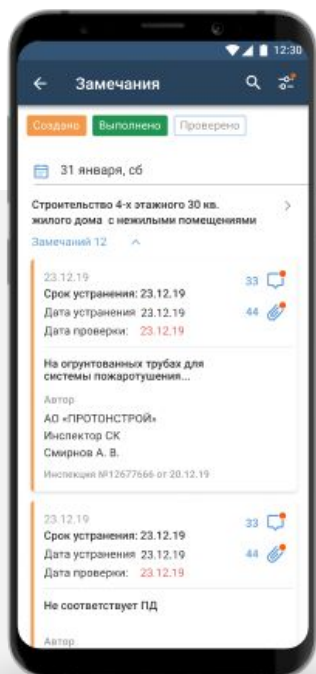 12:30
Замечания
Создано Выполнено Проверено
31 января, сб
Строительство 4-х этажного 30 кв.
жилого дома с нежилыми помещениями
Замечаний 12
23.12.19
33
Срок устранения: 23.12.19
Дата устранения 23.12.19
44
Дата проверки: 23.12.19
На огрунтованных трубах для
системы пожаротушения...
Автор
АО «ПРОТОНСТРОЙ»
Инспектор СК
Смирнов А. В.
Инспекция №12677666 от 20.12.19
23.12.19
33
Срок устранения: 23.12.19
Дата устранения 23.12.19
44
Дата проверки: 23.12.19
Не соответствует ПД
Автор